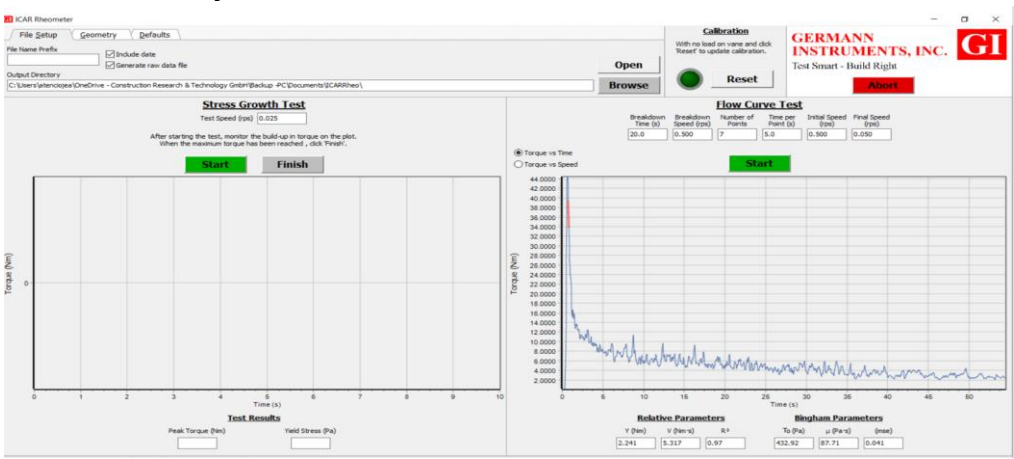 ICAR Rheometer
File Setup
Geometry
Defaults
File Name Prefix
Include date
Generate raw data file
Output Directory
C:\Users\atenciojea\OneDrive - Construction Research & Technology GmbH\Backup -PC\Documents\ICARRheo\
Open
Browse
Calibration
With no load on vane and click
'Reset' to update calibration.
Reset
GERMANN
INSTRUMENTS, INC.
GI
Test Smart - Build Right
Abort
Stress Growth Test
Test Speed (rps) 0.025
After starting the test, monitor the build-up in torque on the plot.
When the maximum torque has been reached , click 'Finish'.
Start
Finish
Torque (Nm)
0
0 1 2 3 4 5 6 7 8 9 10
Time (s)
Test Results
Peak Torque (Nm)
Yield Stress (Pa)
Flow Curve Test
Breakdown Time (s)
Breakdown Speed (rps)
Number of Points
Time per Point (s)
Initial Speed (rps)
Final Speed (rps)
20.0 0.500 7 5.0 0.500 0.050
Torque vs Time
Torque vs Speed
Start
Torque (Nm)
44.0000
42.0000
40.0000
38.0000
36.0000
34.0000
32.0000
30.0000
28.0000
26.0000
24.0000
22.0000
20.0000
18.0000
16.0000
14.0000
12.0000
10.0000
8.0000
6.0000
4.0000
2.0000
0 5 10 15 20 25 30 35 40 45 50
Time (s)
Relative Parameters
Y (Nm) V (Nm·s) R²
2.241 5.317 0.97
Bingham Parameters
To (Pa) μ (Pa·s) (mse)
432.92 87.71 0.041